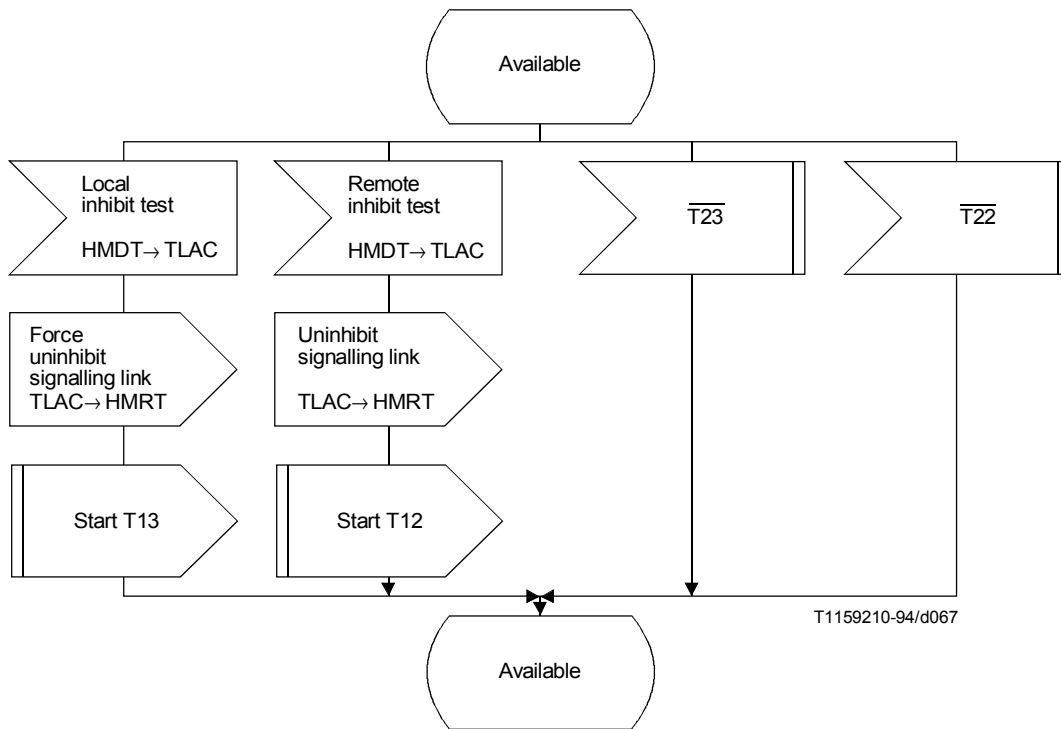 Available
Local
inhibit test
HMDT→TLAC
Remote
inhibit test
HMDT→TLAC
T23
T22
Force
uninhibit
signalling link
TLAC→HMRT
Uninhibit
signalling link
TLAC→HMRT
Start T13
Start T12
T1159210-94/d067
Available